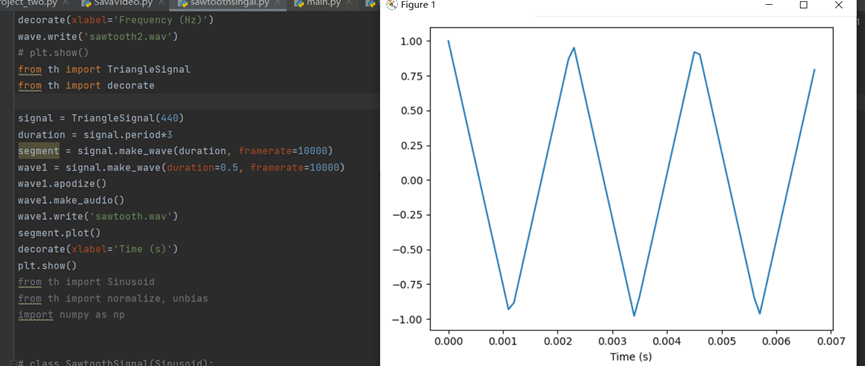 roject_two.py SavaVideo.py sawtoothsingal.py main.py
decorate(xlabel='Frequency (Hz)')
wave.write('sawtooth2.wav')
# plt.show()
from th import TriangleSignal
from th import decorate
signal = TriangleSignal(440)
duration = signal.period*3
segment = signal.make_wave(duration, framerate=10000)
wave1 = signal.make_wave(duration=0.5, framerate=10000)
wave1.apodize()
wave1.make_audio()
wave1.write('sawtooth.wav')
segment.plot()
decorate(xlabel='Time (s)')
plt.show()
from th import Sinusoid
from th import normalize, unbias
import numpy as np
# class SawtoothSignal(Sinusoid):
Figure 1
1.00
0.75
0.50
0.25
0.00
−0.25
−0.50
−0.75
−1.00
0.000 0.001 0.002 0.003 0.004 0.005 0.006 0.007
Time (s)